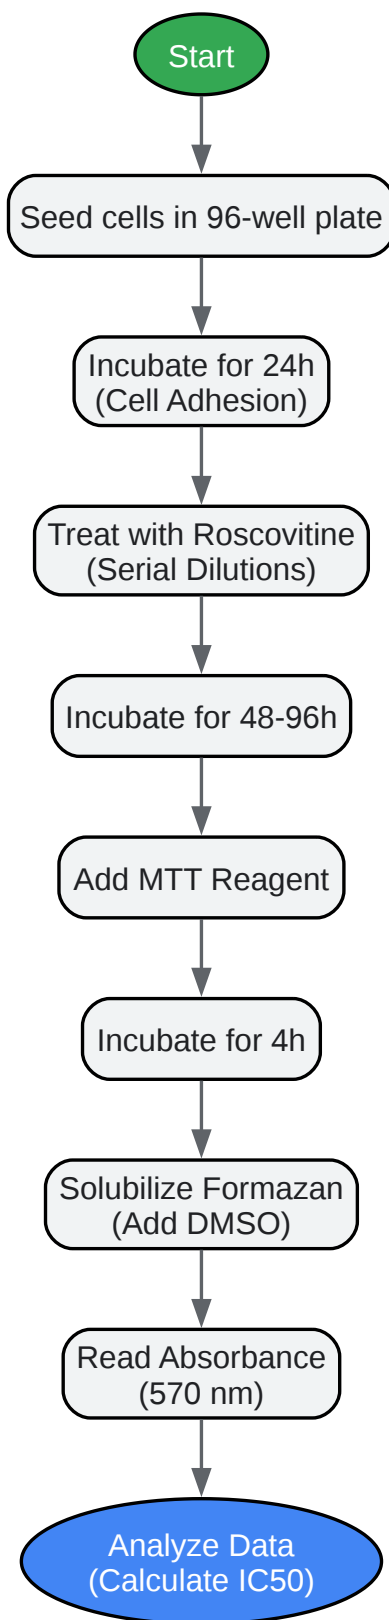 Start
Seed cells in 96-well plate
Incubate for 24h
(Cell Adhesion)
Treat with Roscovitine
(Serial Dilutions)
Incubate for 48-96h
Add MTT Reagent
Incubate for 4h
Solubilize Formazan
(Add DMSO)
Read Absorbance
(570 nm)
Analyze Data
(Calculate IC50)